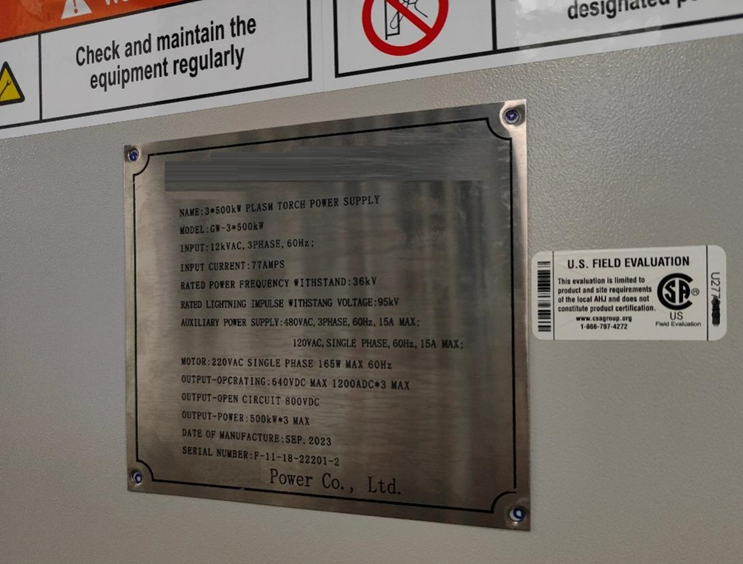 Check and maintain the
equipment regularly
designated
NAME:3*500kW PLASM TORCH POWER SUPPLY
MODEL:GW-3*500kW
INPUT:12kVAC, 3PHASE, 60Hz;
INPUT CURRENT:77AMPS
RATED POWER FREQUENCY WITHSTAND:36kV
RATED LIGHTNING IMPULSE WITHSTANG VOLTAGE:95kV
AUXILIARY POWER SUPPLY:480VAC, 3PHASE, 60Hz, 15A MAX;
120VAC, SINGLE PHASE, 60Hz, 15A MAX;
MOTOR:220VAC SINGLE PHASE 165W MAX 60Hz
OUTPUT-OPCRATING:640VDC MAX 1200ADC*3 MAX
OUTPUT-OPEN CIRCUIT 800VDC
OUTPUT-POWER:500kW*3 MAX
DATE OF MANUFACTURE:SEP. 2023
SERIAL NUMBER:F-11-18-22201-2
Power Co., Ltd.
U.S. FIELD EVALUATION
This evaluation is limited to
product and site requirements
of the local AHJ and does not
constitute product certification.
www.csagroup.org
1-866-797-4272
CSA
®
US
Field Evaluation